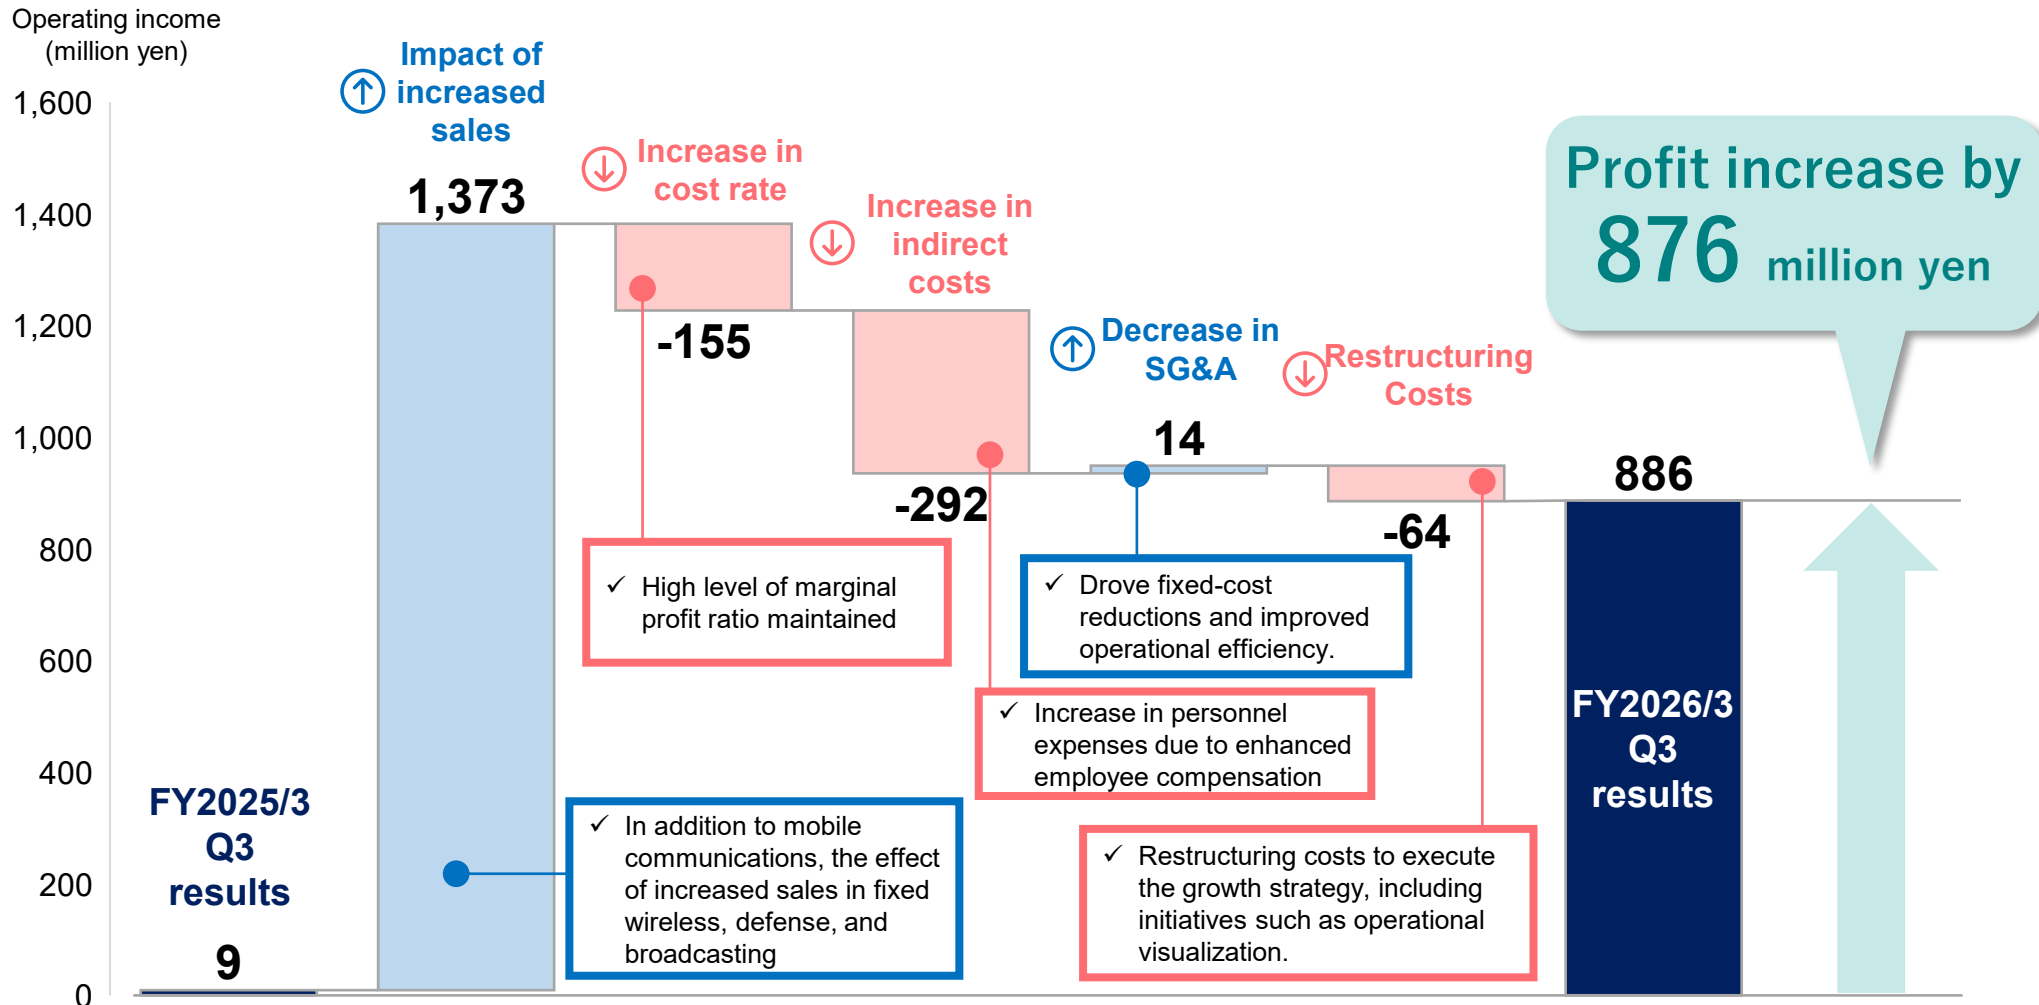 Operating income
(million yen)
1,600
1,400
1,200
1,000
800
600
400
200
0
FY2025/3
Q3
results
9
Impact of
increased
sales
1,373
Increase in
cost rate
-155
Increase in
indirect
costs
-292
Decrease in
SG&A
14
Restructuring
Costs
-64
886
FY2026/3
Q3
results
Profit increase by
876 million yen
✓ High level of marginal
profit ratio maintained
✓ Drove fixed-cost
reductions and improved
operational efficiency.
✓ Increase in personnel
expenses due to enhanced
employee compensation
✓ In addition to mobile
communications, the effect
of increased sales in fixed
wireless, defense, and
broadcasting
✓ Restructuring costs to execute
the growth strategy, including
initiatives such as operational
visualization.